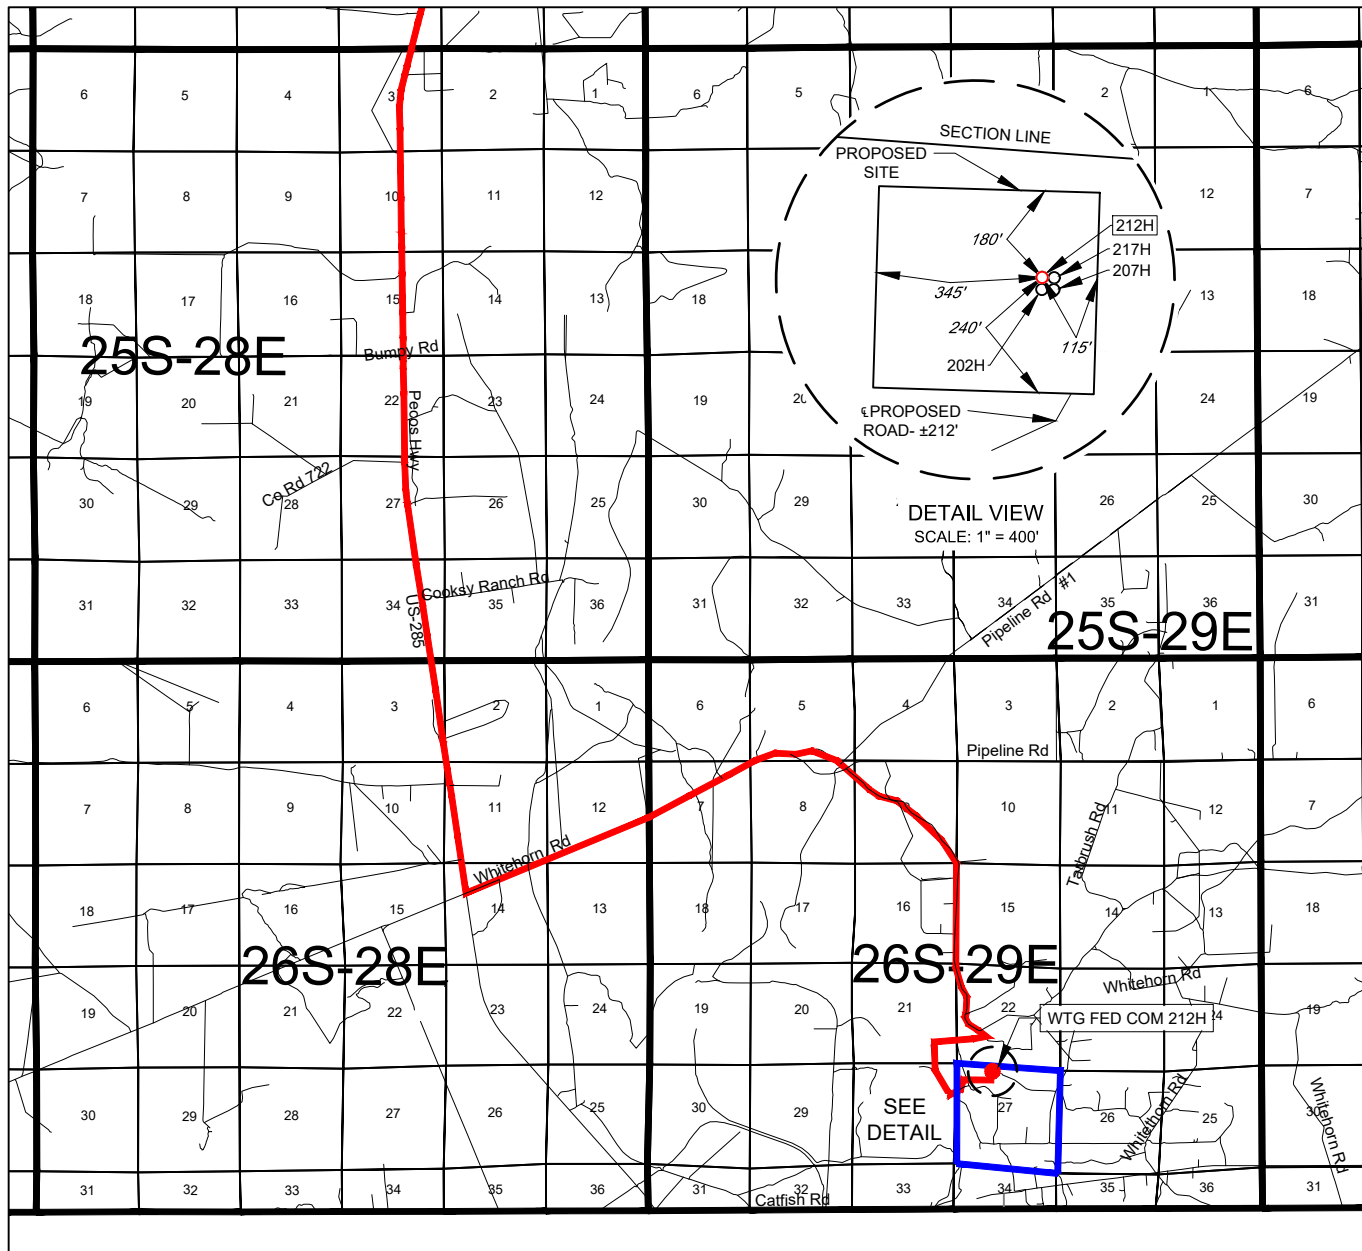 6 5 4 3 2 1 6 5 2 1 6
SECTION LINE
PROPOSED
SITE
7 8 9 10 11 12 12 7
180'
212H
217H
207H
345'
240'
115'
202H
18 17 16 15 14 13 18 13 18
25S-28E
Bumpy Rd
Pecos Hwy
19 20 21 22 23 24 19 24 19
℄PROPOSED
ROAD- ±212'
Co Rd 722
30 29 28 27 26 25 30 29 26 25 30
DETAIL VIEW
SCALE: 1" = 400'
Cooksy Ranch Rd
US-285
Pipeline Rd #1
31 32 33 34 35 36 31 32 33 34 35 36 31
25S-29E
6 5 4 3 2 1 6 5 4 3 2 1 6
Pipeline Rd
7 8 9 10 11 12 7 8 10 11 12 7
Whitehorn Rd
Tarbrush Rd
18 17 16 15 14 13 18 17 16 15 14 13 18
26S-28E
26S-29E
Whitehorn Rd
19 20 21 22 23 24 19 20 21 22 24 19
WTG FED COM 212H
30 29 28 27 26 25 30 29 27 26 25 30
SEE
DETAIL
Whitethorn Rd
Whitehorn Rd
31 32 33 34 35 36 31 32 33 34 35 36 31
Catfish Rd